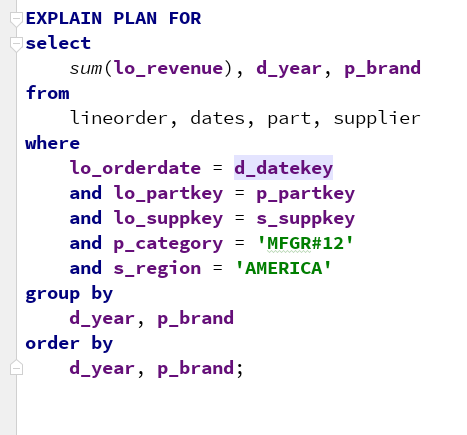 EXPLAIN PLAN FOR
select
    sum(lo_revenue), d_year, p_brand
from
    lineorder, dates, part, supplier
where
    lo_orderdate = d_datekey
    and lo_partkey = p_partkey
    and lo_suppkey = s_suppkey
    and p_category = 'MFGR#12'
    and s_region = 'AMERICA'
group by
    d_year, p_brand
order by
    d_year, p_brand;